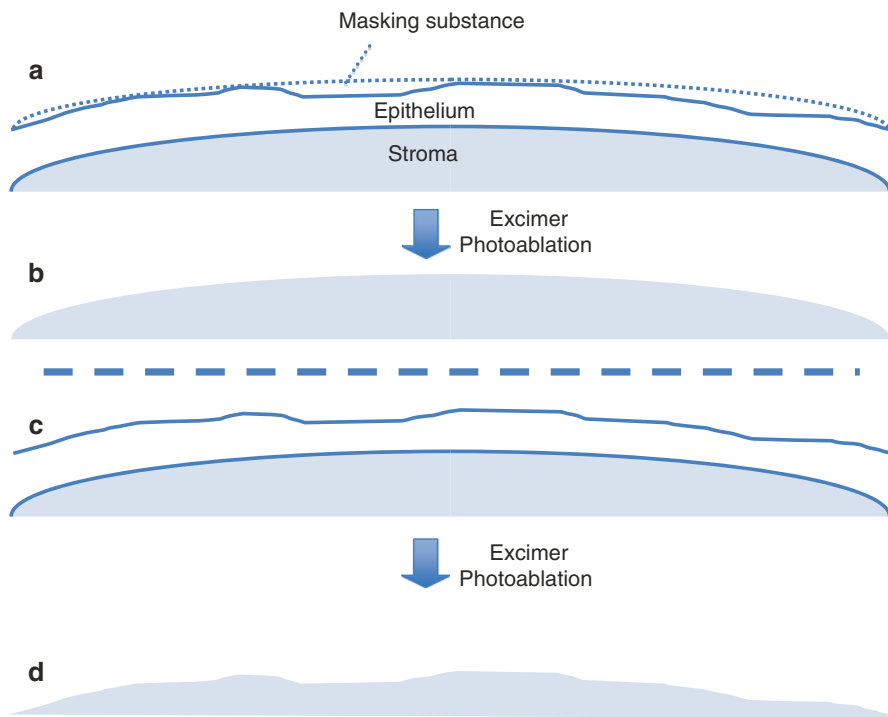 Masking substance
a
Epithelium
Stroma
Excimer
Photoablation
b
c
Excimer
Photoablation
d